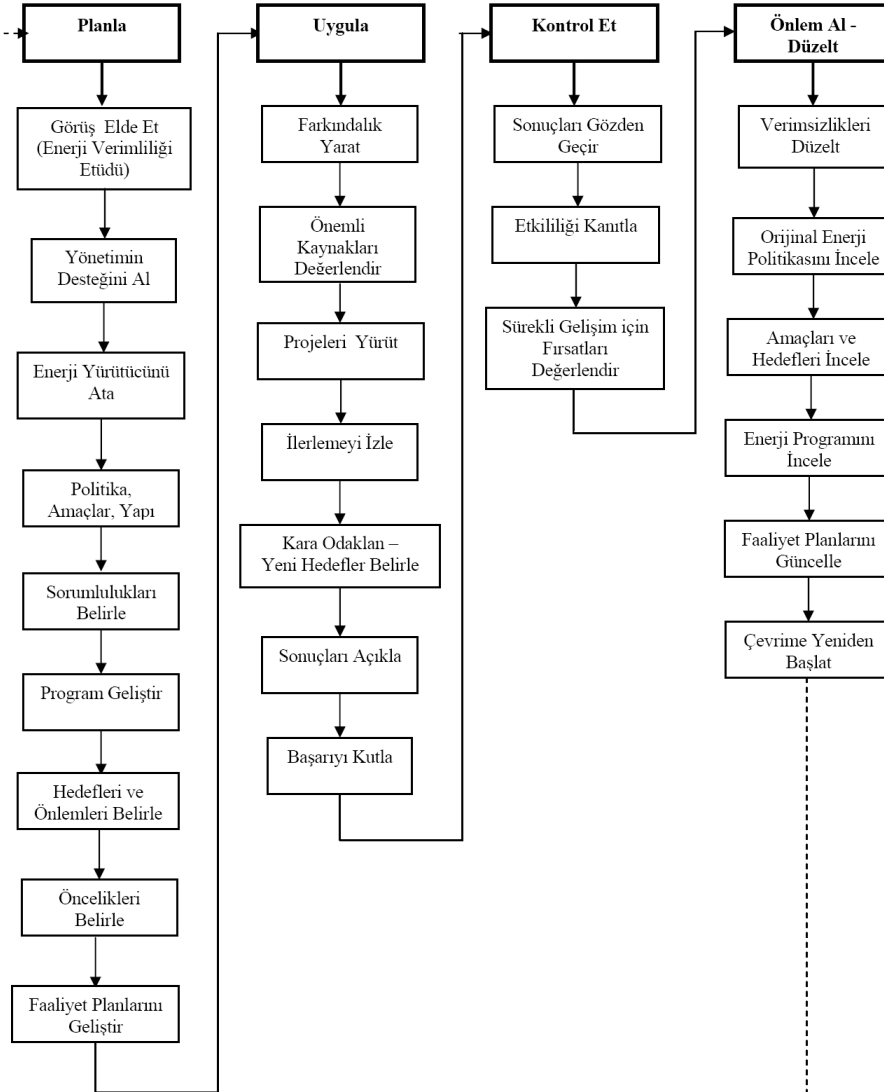 Planla
Görüş Elde Et
(Enerji Verimliliği
Etüdü)
Yönetimin
Desteğini Al
Enerji Yürütücünü
Ata
Politika,
Amaçlar, Yapı
Sorumlulukları
Belirle
Program Geliştir
Hedefleri ve
Önlemleri Belirle
Öncelikleri
Belirle
Faaliyet Planlarını
Geliştir
Uygula
Farkındalık
Yarat
Önemli
Kaynakları
Değerlendir
Projeleri Yürüt
İlerlemeyi İzle
Kara Odaklan –
Yeni Hedefler Belirle
Sonuçları Açıkla
Başarıyı Kutla
Kontrol Et
Sonuçları Gözden
Geçir
Etkililiği Kanıtla
Sürekli Gelişim için
Fırsatları
Değerlendir
Önlem Al -
Düzelt
Verimsizlikleri
Düzelt
Orijinal Enerji
Politikasını İncele
Amaçları ve
Hedefleri İncele
Enerji Programını
İncele
Faaliyet Planlarını
Güncelle
Çevrime Yeniden
Başlat